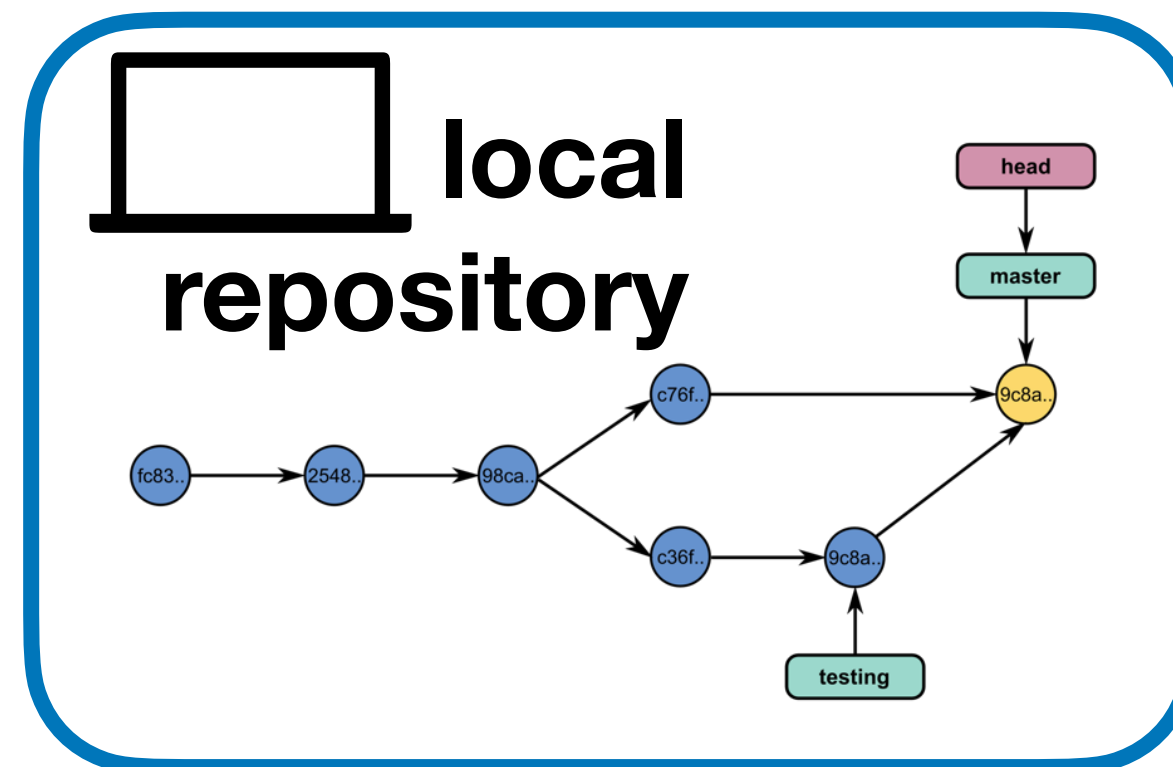 local
repository
head
master
c76f..
9c8a..
fc83..
2548..
98ca..
c36f..
9c8a..
testing